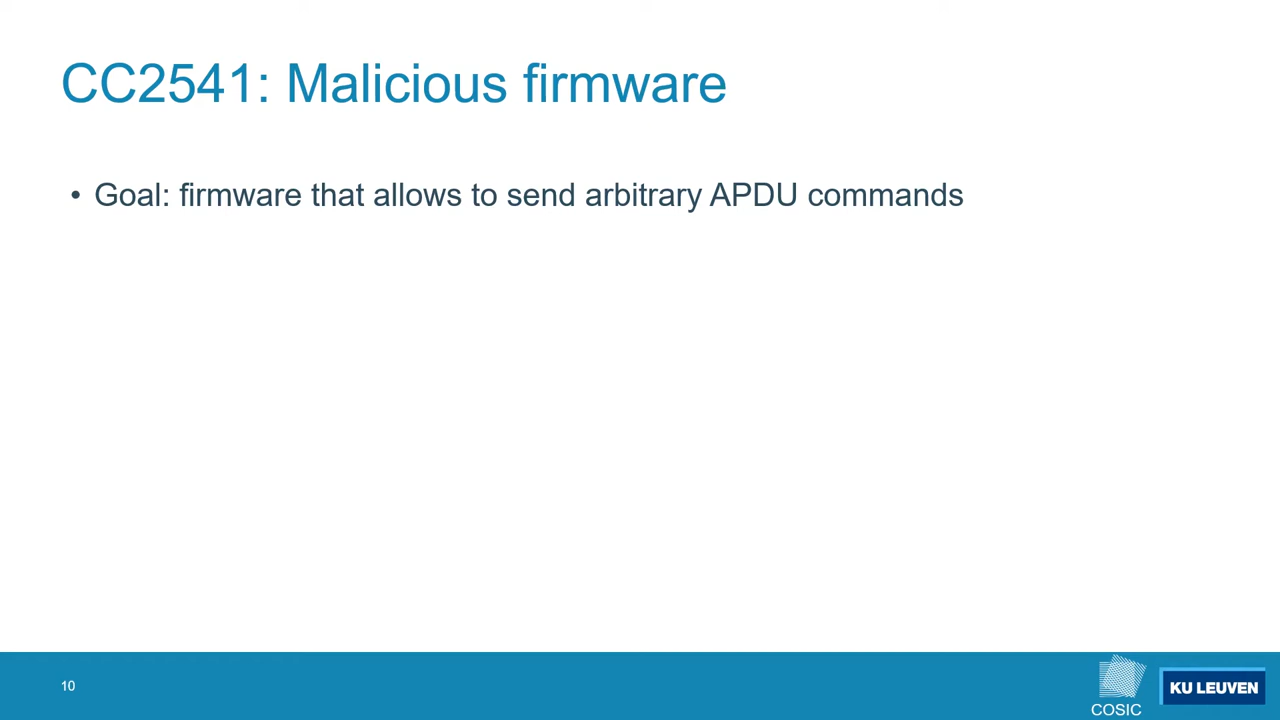 CC2541: Malicious firmware
• Goal: firmware that allows to send arbitrary APDU commands
10
COSIC
KU LEUVEN